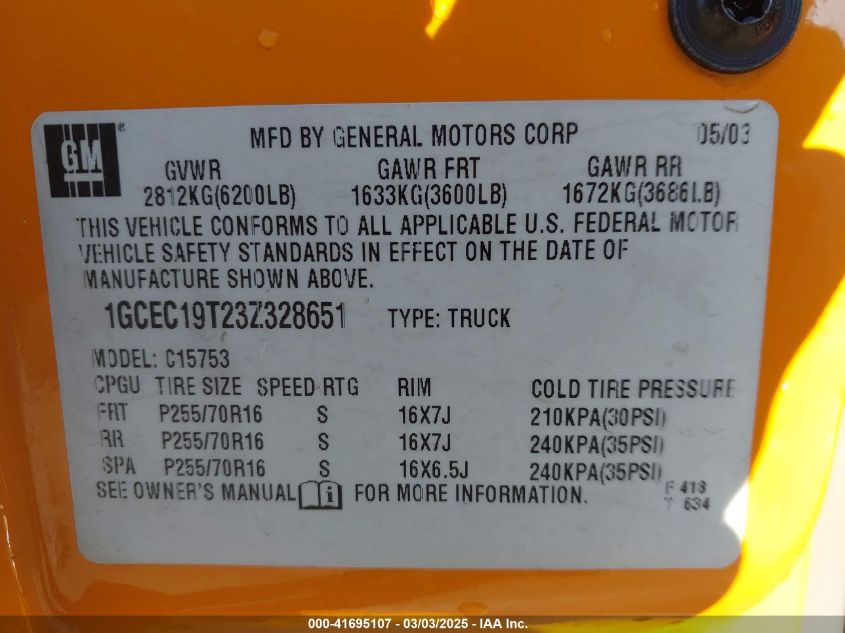 GM®
MFD BY GENERAL MOTORS CORP 05/03
GVWR GAWR FRT GAWR RR
2812KG(6200LB) 1633KG(3600LB) 1672KG(3686LB)
THIS VEHICLE CONFORMS TO ALL APPLICABLE U.S. FEDERAL MOTOR
VEHICLE SAFETY STANDARDS IN EFFECT ON THE DATE OF
MANUFACTURE SHOWN ABOVE.
1GCEC19T23Z328651 TYPE: TRUCK
MODEL: C15753
CPGU TIRE SIZE SPEED RTG RIM COLD TIRE PRESSURE
FRT P255/70R16 S 16X7J 210KPA(30PSI)
RR P255/70R16 S 16X7J 240KPA(35PSI)
SPA P255/70R16 S 16X6.5J 240KPA(35PSI)
SEE OWNER'S MANUAL FOR MORE INFORMATION.
F 413
T 634
000-41695107 — 03/03/2025 — IAA Inc.